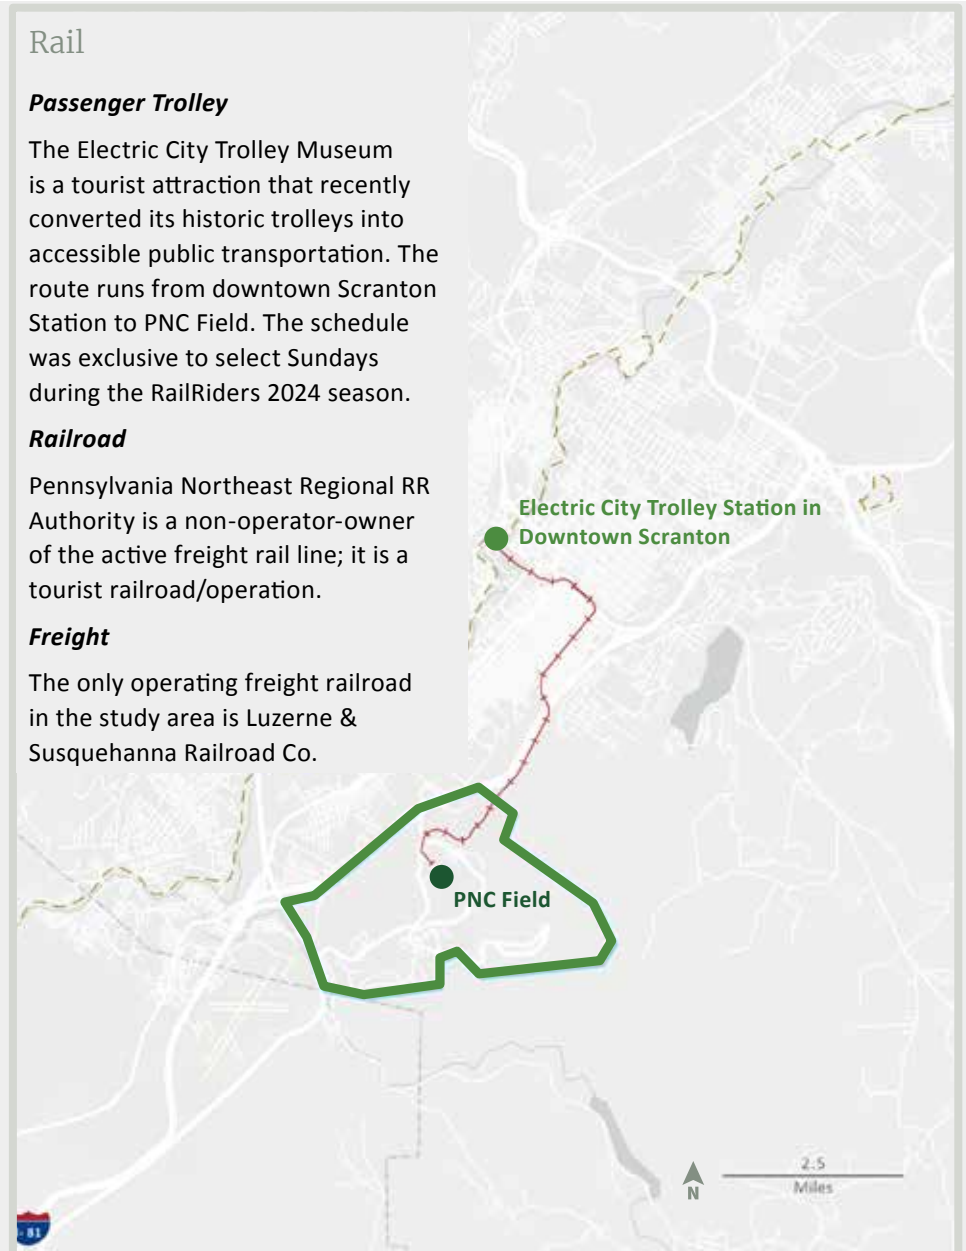 Rail
Passenger Trolley
The Electric City Trolley Museum
is a tourist attraction that recently
converted its historic trolleys into
accessible public transportation. The
route runs from downtown Scranton
Station to PNC Field. The schedule
was exclusive to select Sundays
during the RailRiders 2024 season.
Railroad
Pennsylvania Northeast Regional RR
Authority is a non-operator-owner
of the active freight rail line; it is a
tourist railroad/operation.
Freight
The only operating freight railroad
in the study area is Luzerne &
Susquehanna Railroad Co.
Electric City Trolley Station in
Downtown Scranton
PNC Field
2.5
Miles
N
- 81